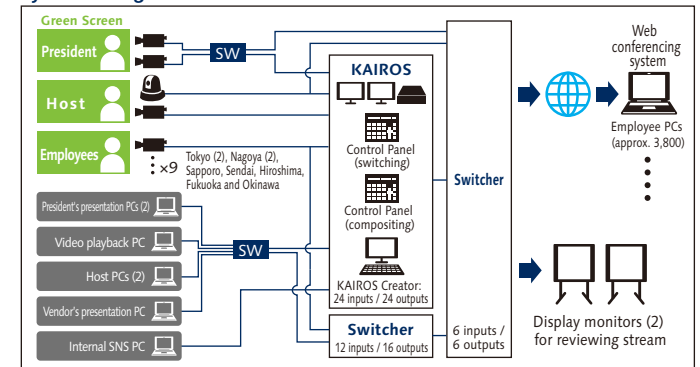 Green Screen
President
Host
Employees
×9
Tokyo (2), Nagoya (2),
Sapporo, Sendai, Hiroshima,
Fukuoka and Okinawa
SW
President's presentation PCs (2)
Video playback PC
Host PCs (2)
Vendor's presentation PC
Internal SNS PC
SW
KAIROS
Control Panel
(switching)
Control Panel
(compositing)
KAIROS Creator:
24 inputs / 24 outputs
Switcher
12 inputs / 16 outputs
Switcher
6 inputs /
6 outputs
Web
conferencing
system
Employee PCs
(approx. 3,800)
Display monitors (2)
for reviewing stream